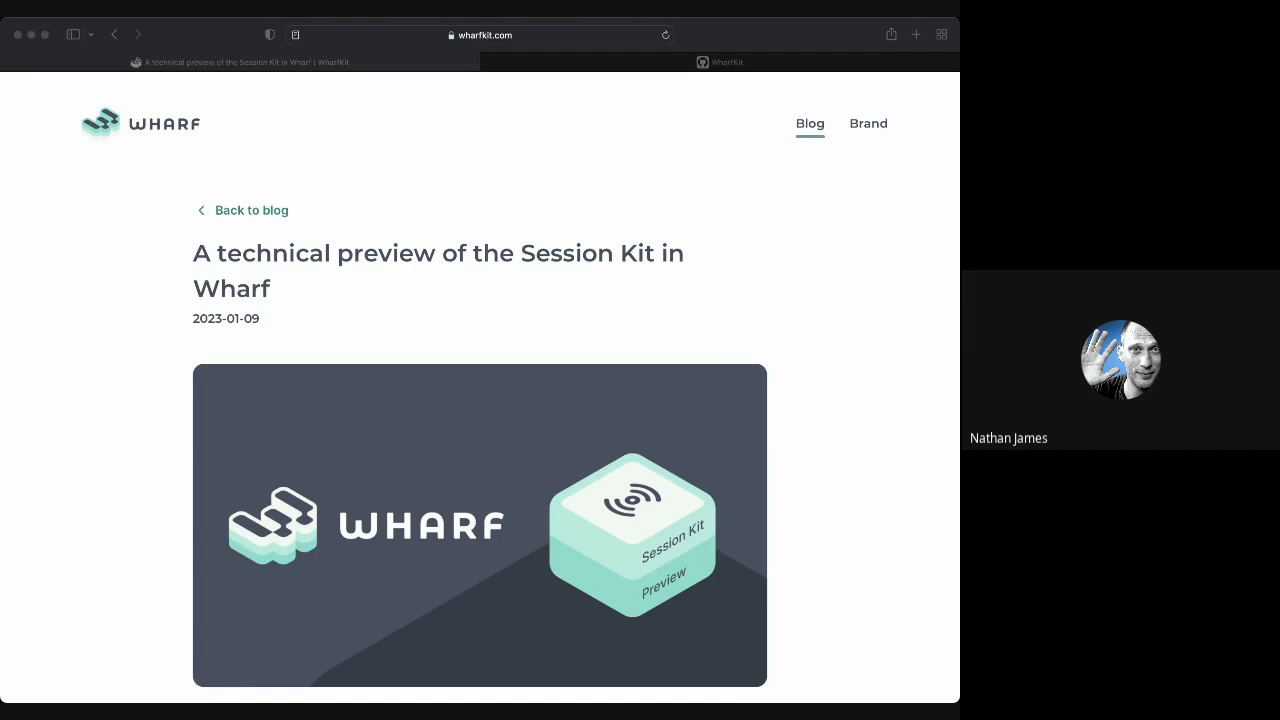 wharfkit.com
A technical preview of the Session Kit in Wharf | WharfKit
WharfKit
WHARF
Blog
Brand
Back to blog
A technical preview of the Session Kit in
Wharf
2023-01-09
WHARF
Session Kit
Preview
Nathan James